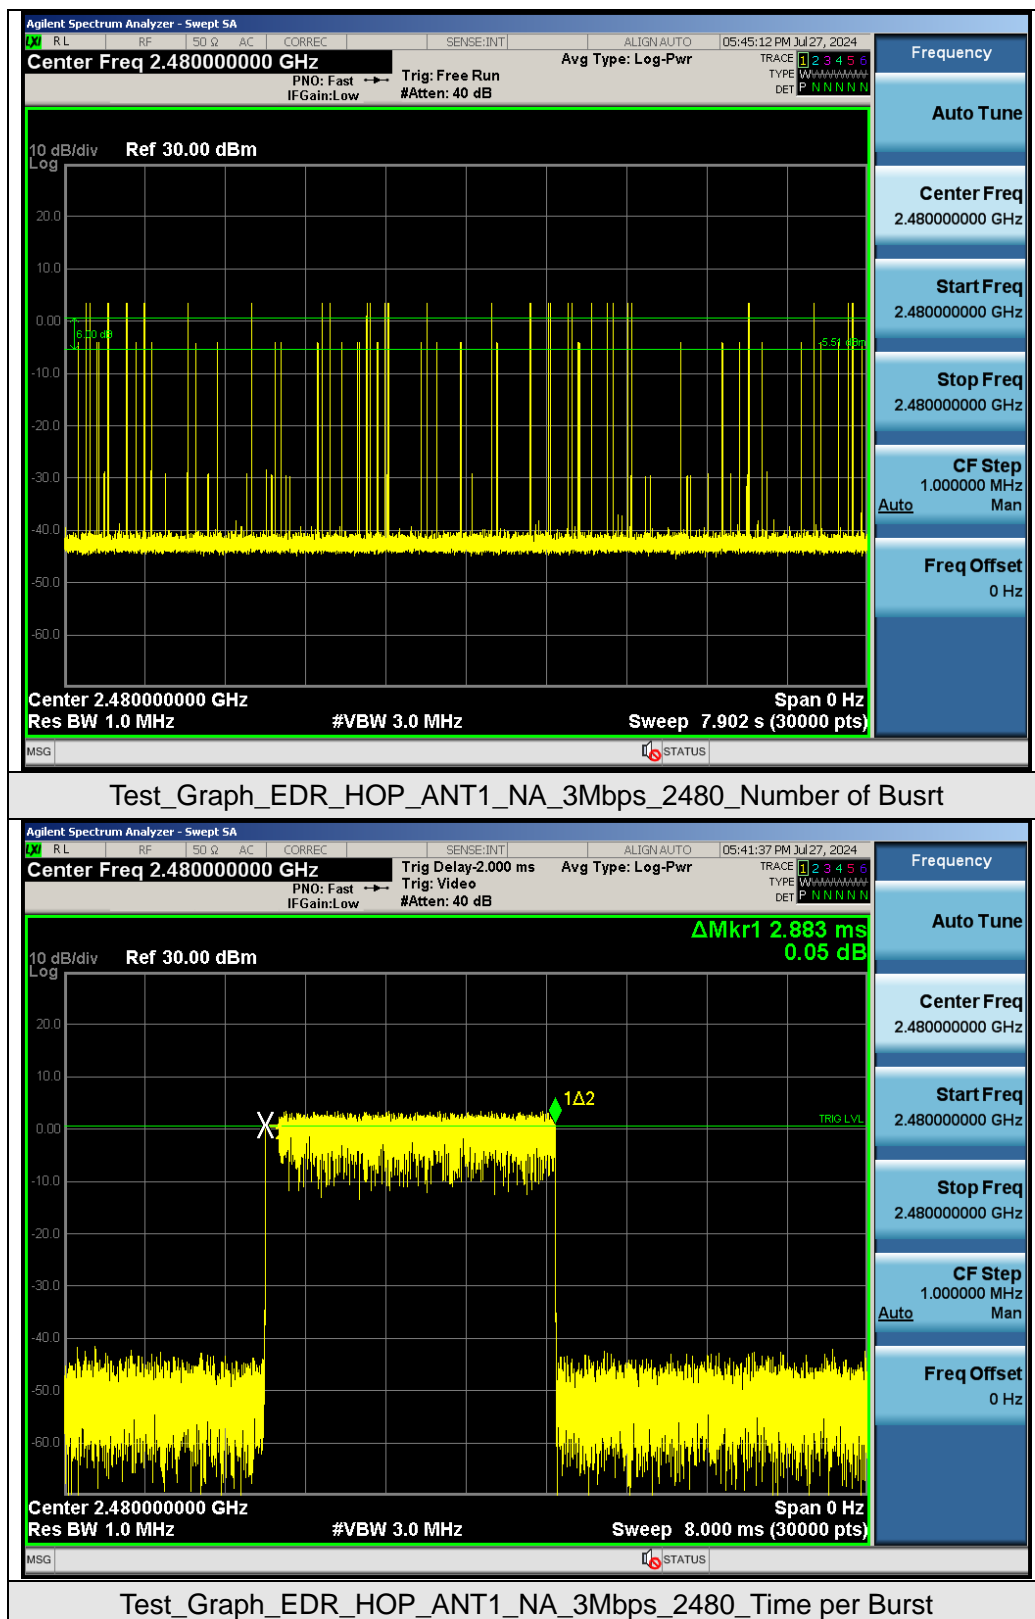 Agilent Spectrum Analyzer - Swept SA
LXI RL RF 50 Ω AC CORREC SENSE:INT ALIGN AUTO 05:45:12 PM Jul 27, 2024
Center Freq 2.480000000 GHz Avg Type: Log-Pwr TRACE 1 2 3 4 5 6
PNO: Fast Trig: Free Run TYPE W
IFGain:Low #Atten: 40 dB DET P N N N N N
Frequency
Auto Tune
10 dB/div Ref 30.00 dBm
Log
20.0
10.0
0.00
6.00 dB
-5.51 dBm
-10.0
-20.0
-30.0
-40.0
-50.0
-60.0
Center Freq
2.480000000 GHz
Start Freq
2.480000000 GHz
Stop Freq
2.480000000 GHz
CF Step
1.000000 MHz
Auto Man
Freq Offset
0 Hz
Center 2.480000000 GHz Span 0 Hz
Res BW 1.0 MHz #VBW 3.0 MHz Sweep 7.902 s (30000 pts)
MSG STATUS
Test_Graph_EDR_HOP_ANT1_NA_3Mbps_2480_Number of Busrt
Agilent Spectrum Analyzer - Swept SA
LXI RL RF 50 Ω AC CORREC SENSE:INT ALIGN AUTO 05:41:37 PM Jul 27, 2024
Center Freq 2.480000000 GHz Trig Delay-2.000 ms Avg Type: Log-Pwr TRACE 1 2 3 4 5 6
PNO: Fast Trig: Video TYPE W
IFGain:Low #Atten: 40 dB DET P N N N N N
Frequency
Auto Tune
ΔMkr1 2.883 ms
0.05 dB
10 dB/div Ref 30.00 dBm
Log
20.0
10.0
0.00
-10.0
-20.0
-30.0
-40.0
-50.0
-60.0
1Δ2
TRIG LVL
Center Freq
2.480000000 GHz
Start Freq
2.480000000 GHz
Stop Freq
2.480000000 GHz
CF Step
1.000000 MHz
Auto Man
Freq Offset
0 Hz
Center 2.480000000 GHz Span 0 Hz
Res BW 1.0 MHz #VBW 3.0 MHz Sweep 8.000 ms (30000 pts)
MSG STATUS
Test_Graph_EDR_HOP_ANT1_NA_3Mbps_2480_Time per Burst